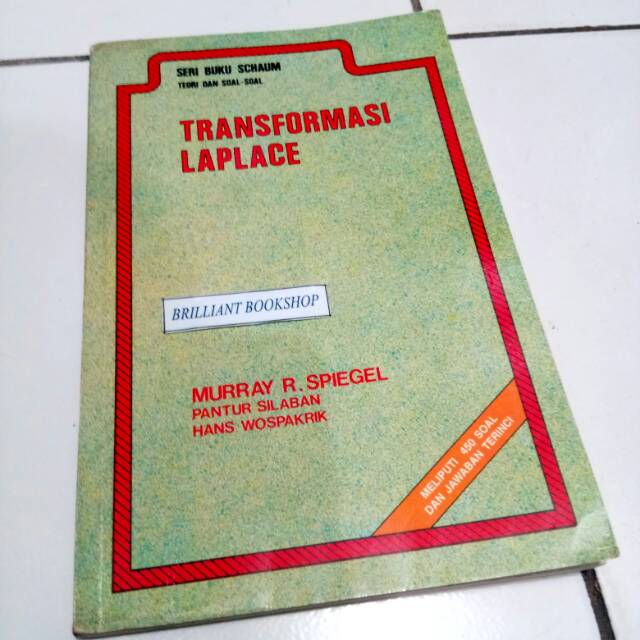 SERI BUKU SCHAUM
TEORI DAN SOAL-SOAL
TRANSFORMASI
LAPLACE
BRILLIANT BOOKSHOP
MURRAY R. SPIEGEL
PANTUR SILABAN
HANS WOSPAKRIK
MELIPUTI 450 SOAL
DAN JAWABAN TERINCI